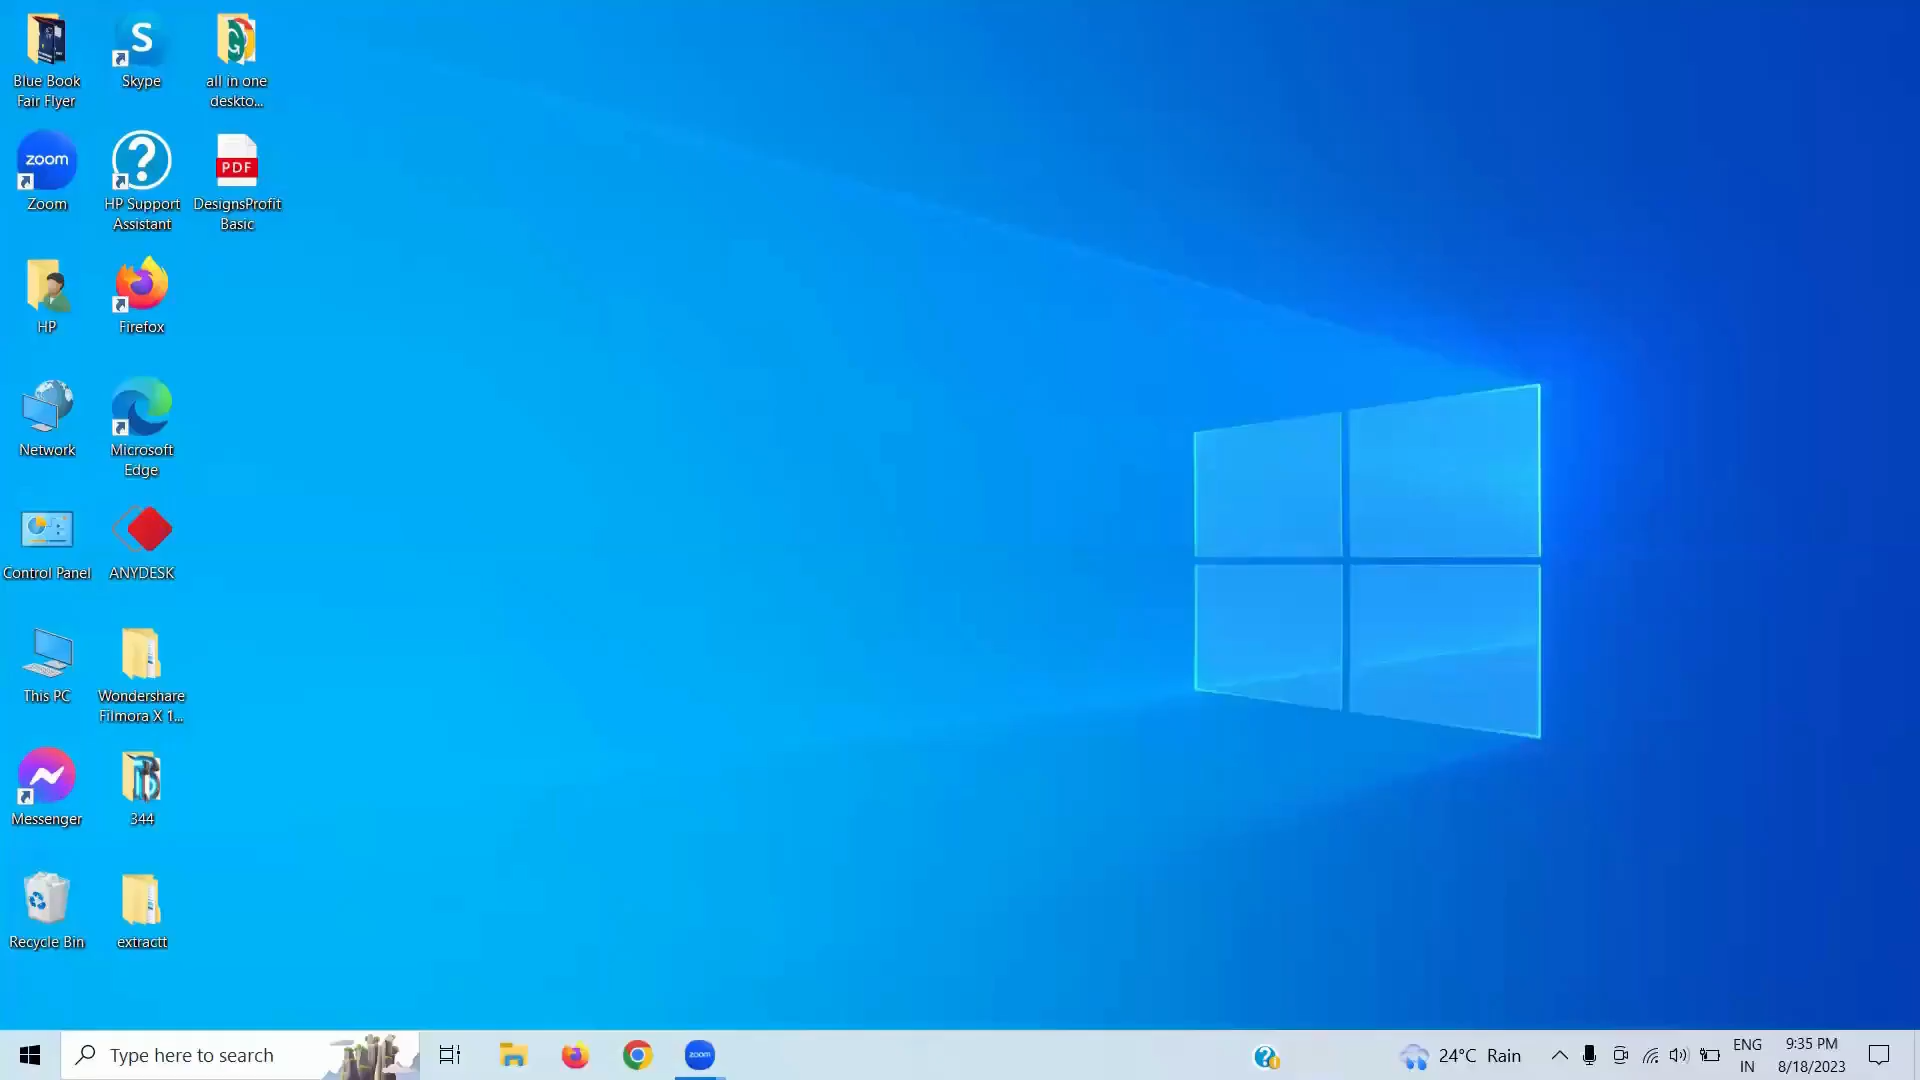 Blue Book
Fair Flyer
S
Skype
all in one
deskto...
zoom
Zoom
?
HP Support
Assistant
PDF
DesignsProfit
Basic
HP
Firefox
Network
Microsoft
Edge
Control Panel
ANYDESK
This PC
Wondershare
Filmora X 1...
Messenger
344
Recycle Bin
extractt
Type here to search
zoom
?
24°C Rain
ENG
IN
9:35 PM
8/18/2023